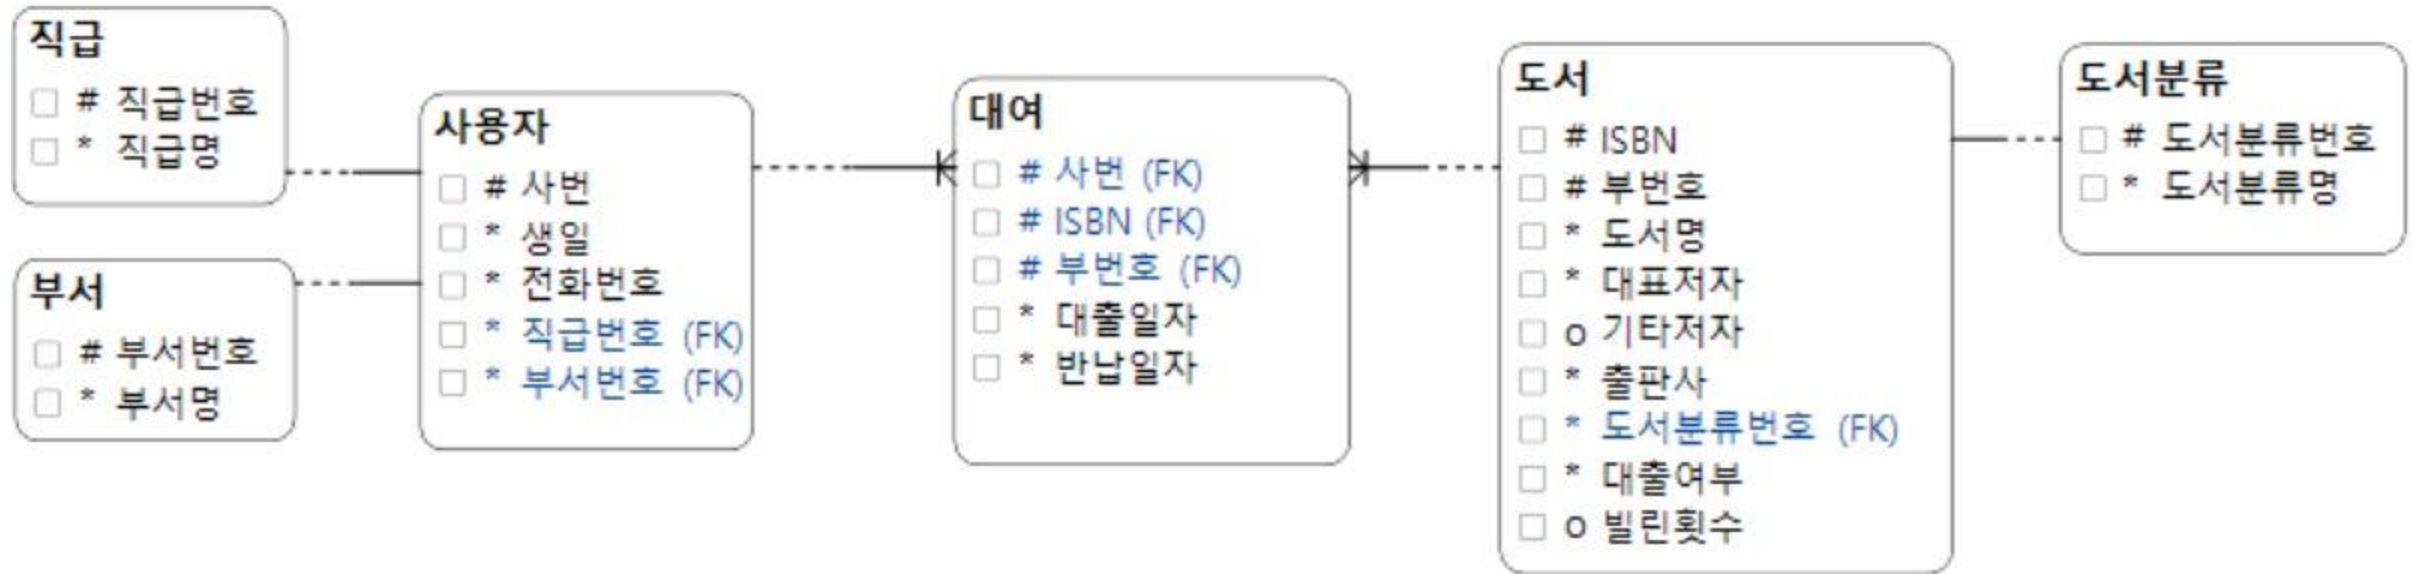 직급
# 직급번호
* 직급명
부서
# 부서번호
* 부서명
사용자
# 사번
* 생일
* 전화번호
* 직급번호 (FK)
* 부서번호 (FK)
대여
# 사번 (FK)
# ISBN (FK)
# 부번호 (FK)
* 대출일자
* 반납일자
도서
# ISBN
# 부번호
* 도서명
* 대표저자
o 기타저자
* 출판사
* 도서분류번호 (FK)
* 대출여부
o 빌린횟수
도서분류
# 도서분류번호
* 도서분류명